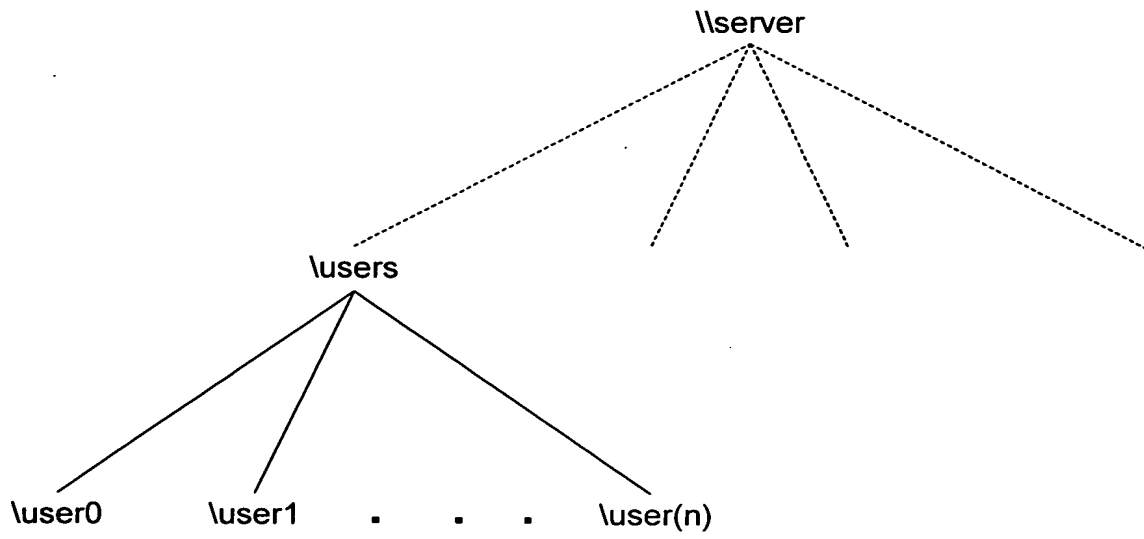 \\server
\users
\user0 \user1 . . . \user(n)